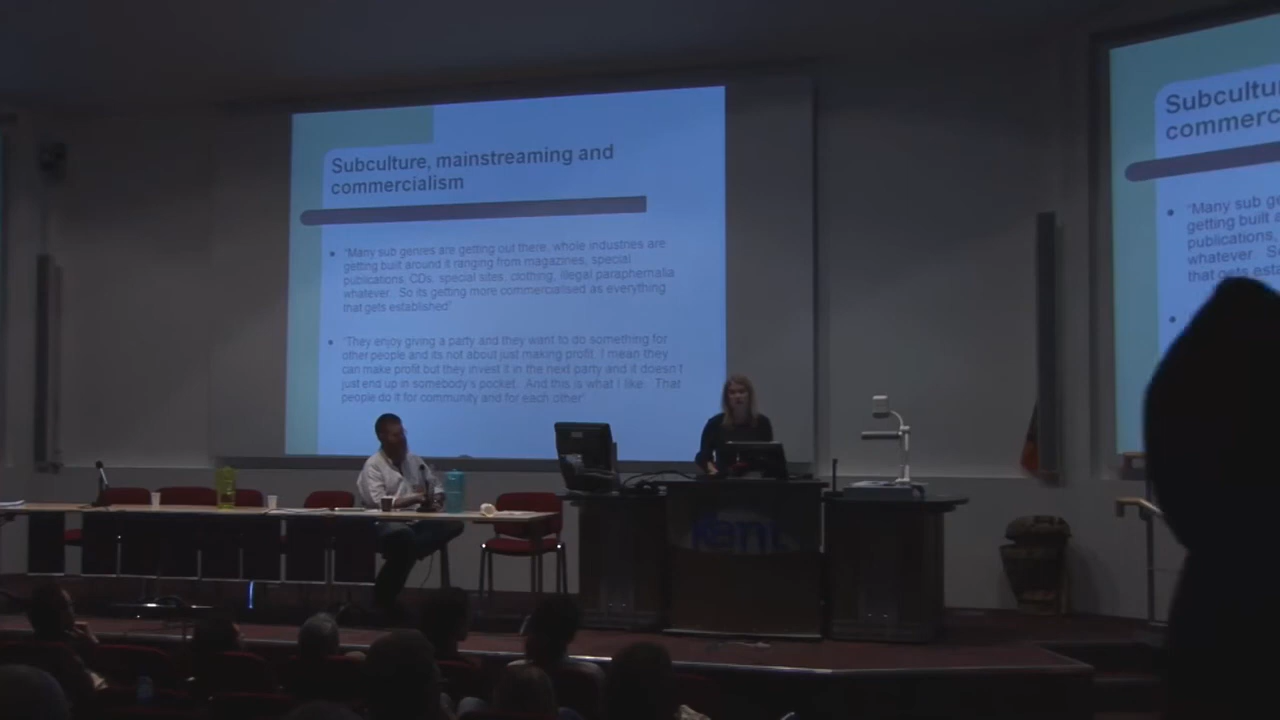 Subculture, mainstreaming and
commercialism
"Many sub genres are getting out there, whole industries are
getting built around it ranging from magazines, special
publications, CDs, special sites, clothing, illegal paraphernalia
whatever. So its getting more commercialised as everything
that gets established"
"They enjoy giving a party and they want to do something for
other people and its not about just making profit. I mean they
can make profit but they invest it in the next party and it doesn't
just end up in somebody's pocket. And this is what I like. That
people do it for community and for each other"
Kent
Subcultu
commerc
"Many sub ge
getting built a
publications,
whatever. So
that gets esta